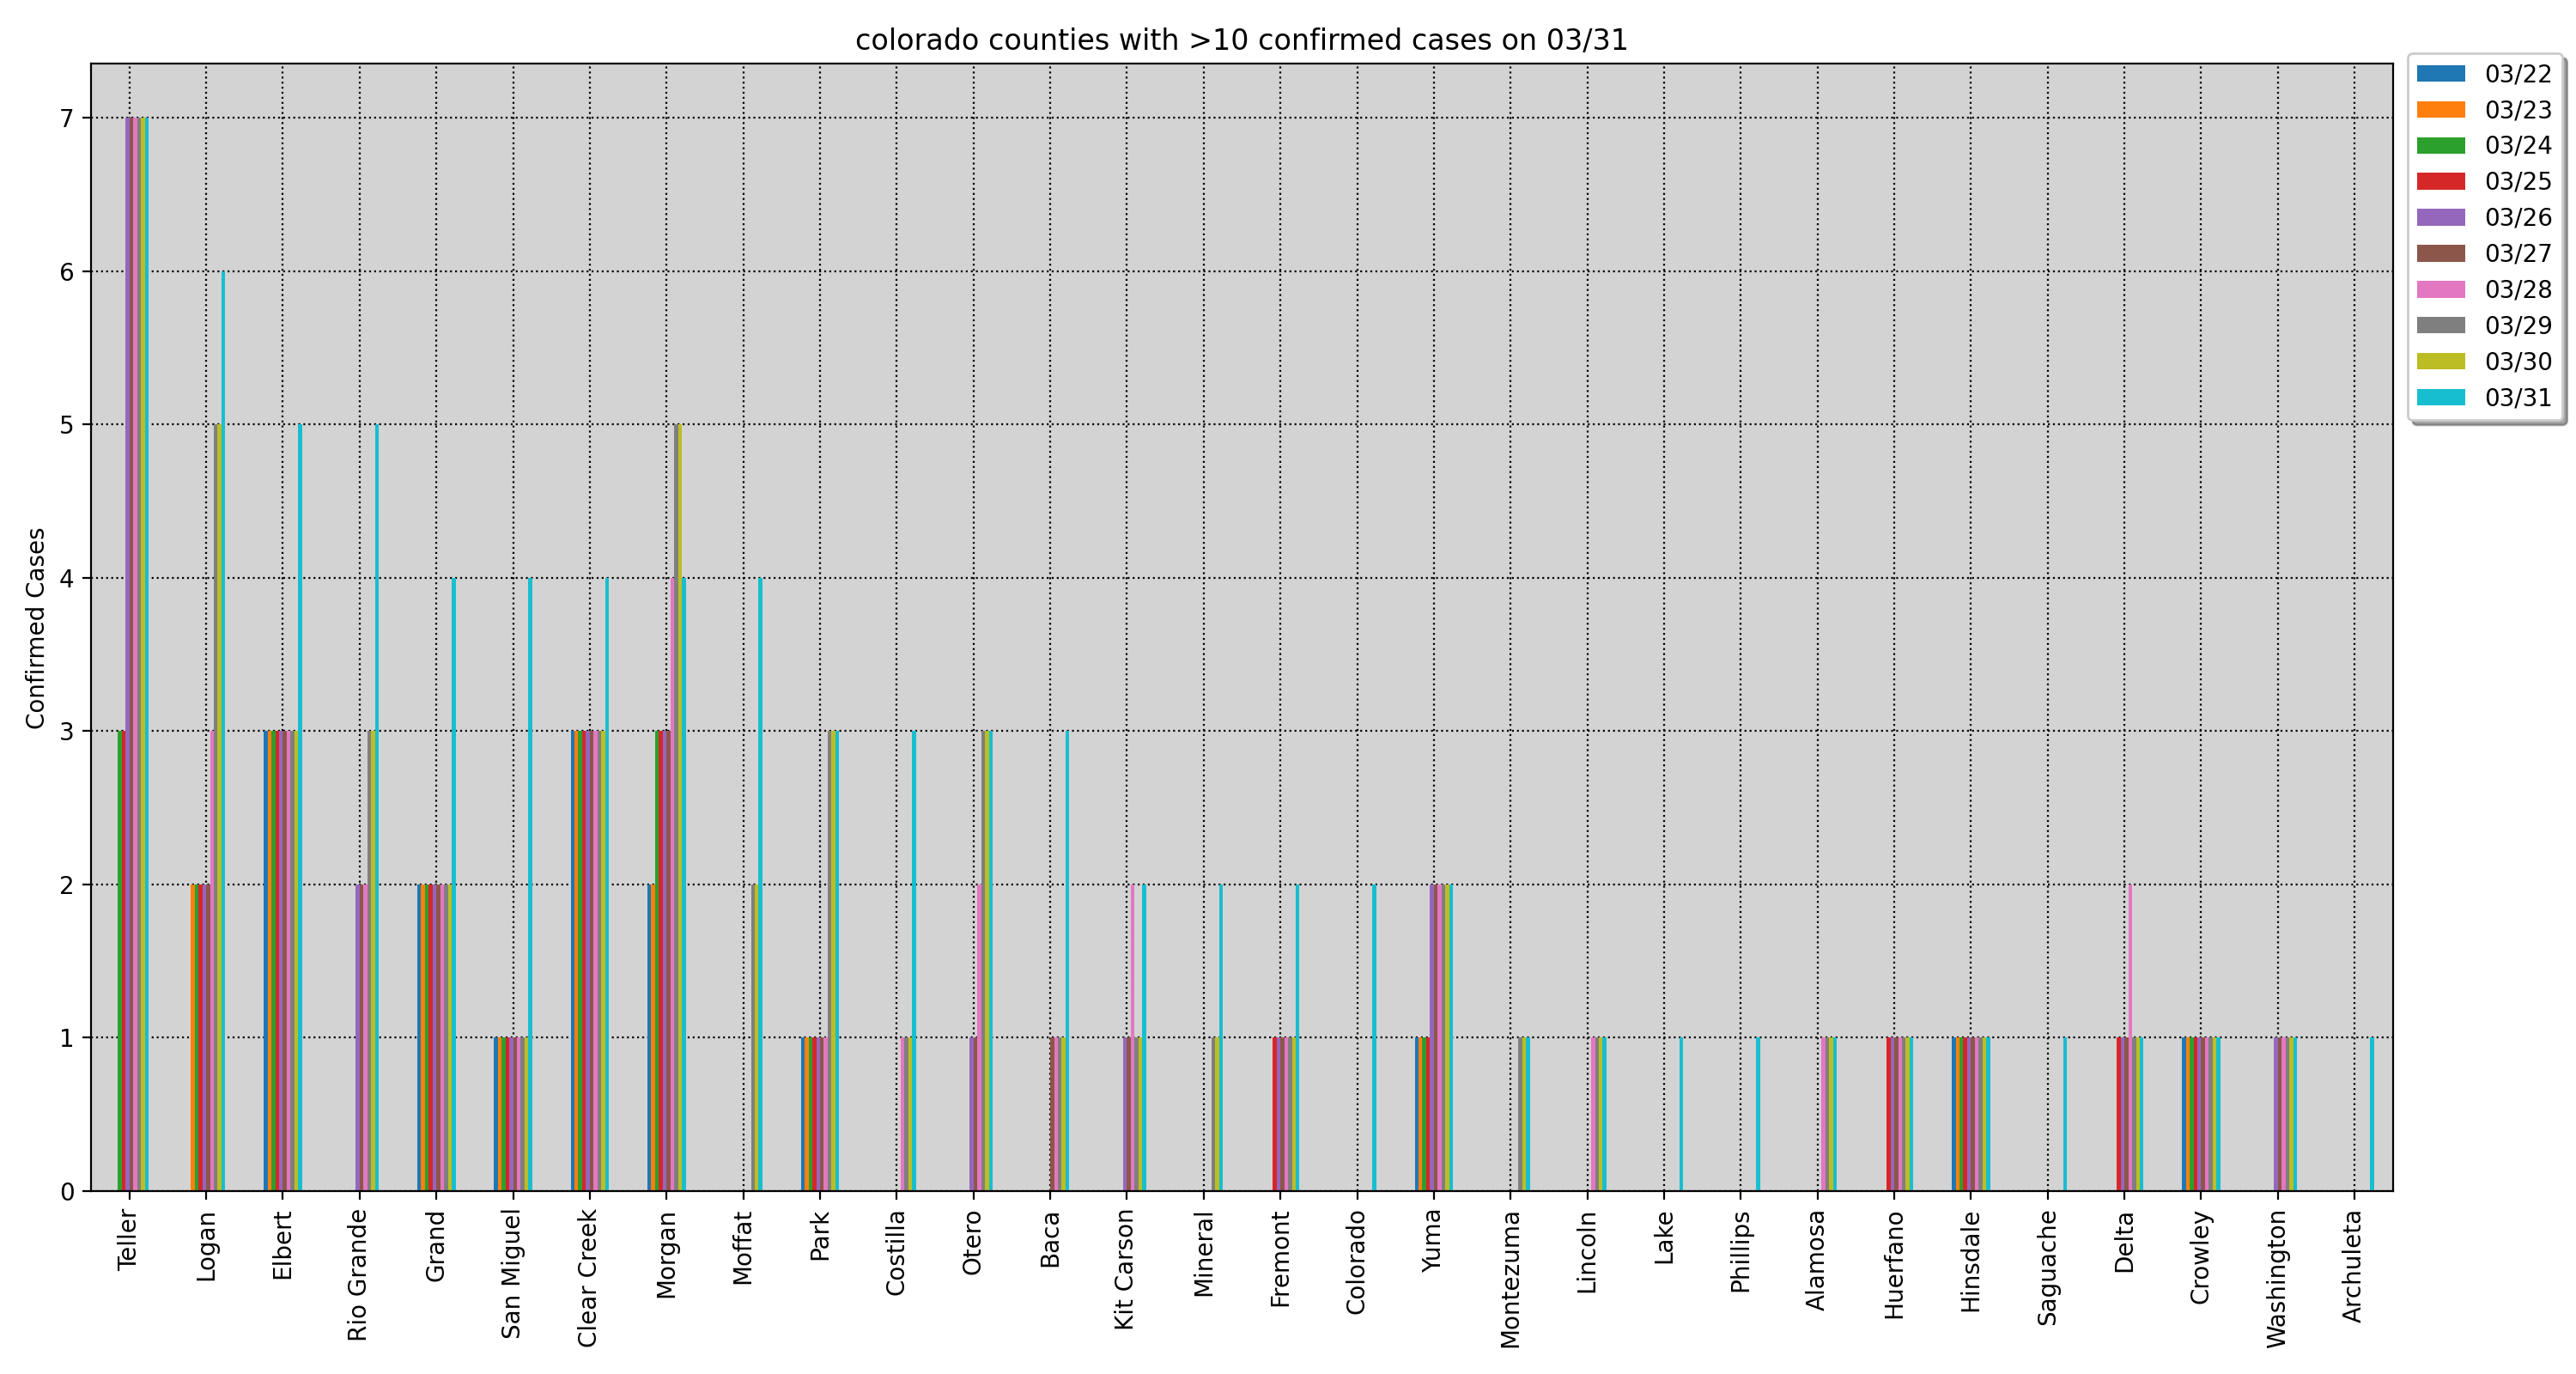 colorado counties with >10 confirmed cases on 03/31
03/22
03/23
03/24
03/25
03/26
03/27
03/28
03/29
03/30
03/31
Confirmed Cases
7
6
5
4
3
2
1
0
Teller
Logan
Elbert
Rio Grande
Grand
San Miguel
Clear Creek
Morgan
Moffat
Park
Costilla
Otero
Baca
Kit Carson
Mineral
Fremont
Colorado
Yuma
Montezuma
Lincoln
Lake
Phillips
Alamosa
Huerfano
Hinsdale
Saguache
Delta
Crowley
Washington
Archuleta